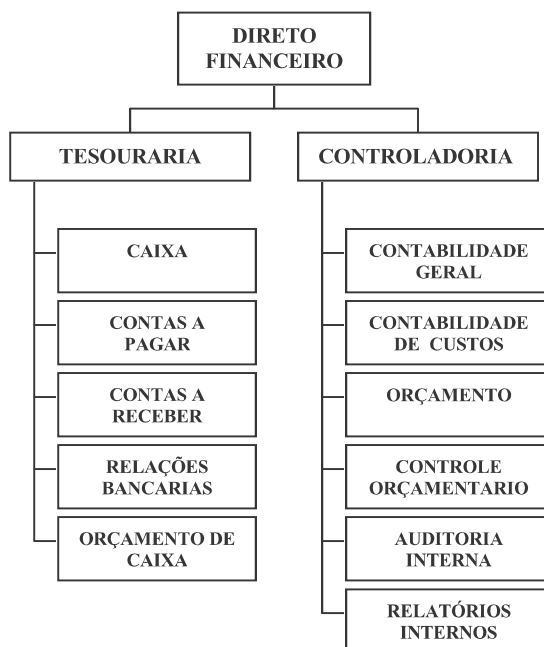 DIRETO
FINANCEIRO
TESOURARIA
CONTROLADORIA
CAIXA
CONTAS A
PAGAR
CONTAS A
RECEBER
RELAÇÕES
BANCARIAS
ORÇAMENTO DE
CAIXA
CONTABILIDADE
GERAL
CONTABILIDADE
DE CUSTOS
ORÇAMENTO
CONTROLE
ORÇAMENTARIO
AUDITORIA
INTERNA
RELATÓRIOS
INTERNOS